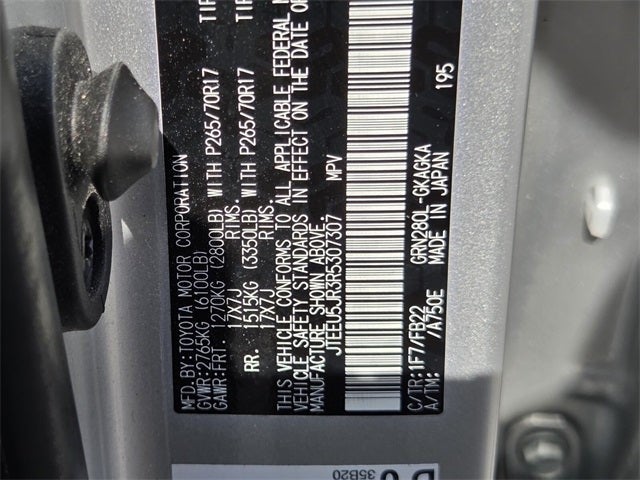 MFD.BY:TOYOTA MOTOR CORPORATION
GVWR:2765KG (6100LB)
GAWR:FRT. 1270KG (2800LB) WITH P265/70R17 TIR
17X7J RIMS.
RR. 1515KG (3350LB) WITH P265/70R17 TIR
17X7J RIMS.
THIS VEHICLE CONFORMS TO ALL APPLICABLE FEDERAL
VEHICLE SAFETY STANDARDS IN EFFECT ON THE DATE OF
MANUFACTURE SHOWN ABOVE.
JTEEU5JR3R5307307 MPV
C/TR:1F7/FB22 GRN280L-GKAGKA
A/TM: /A750E MADE IN JAPAN 195
35B20